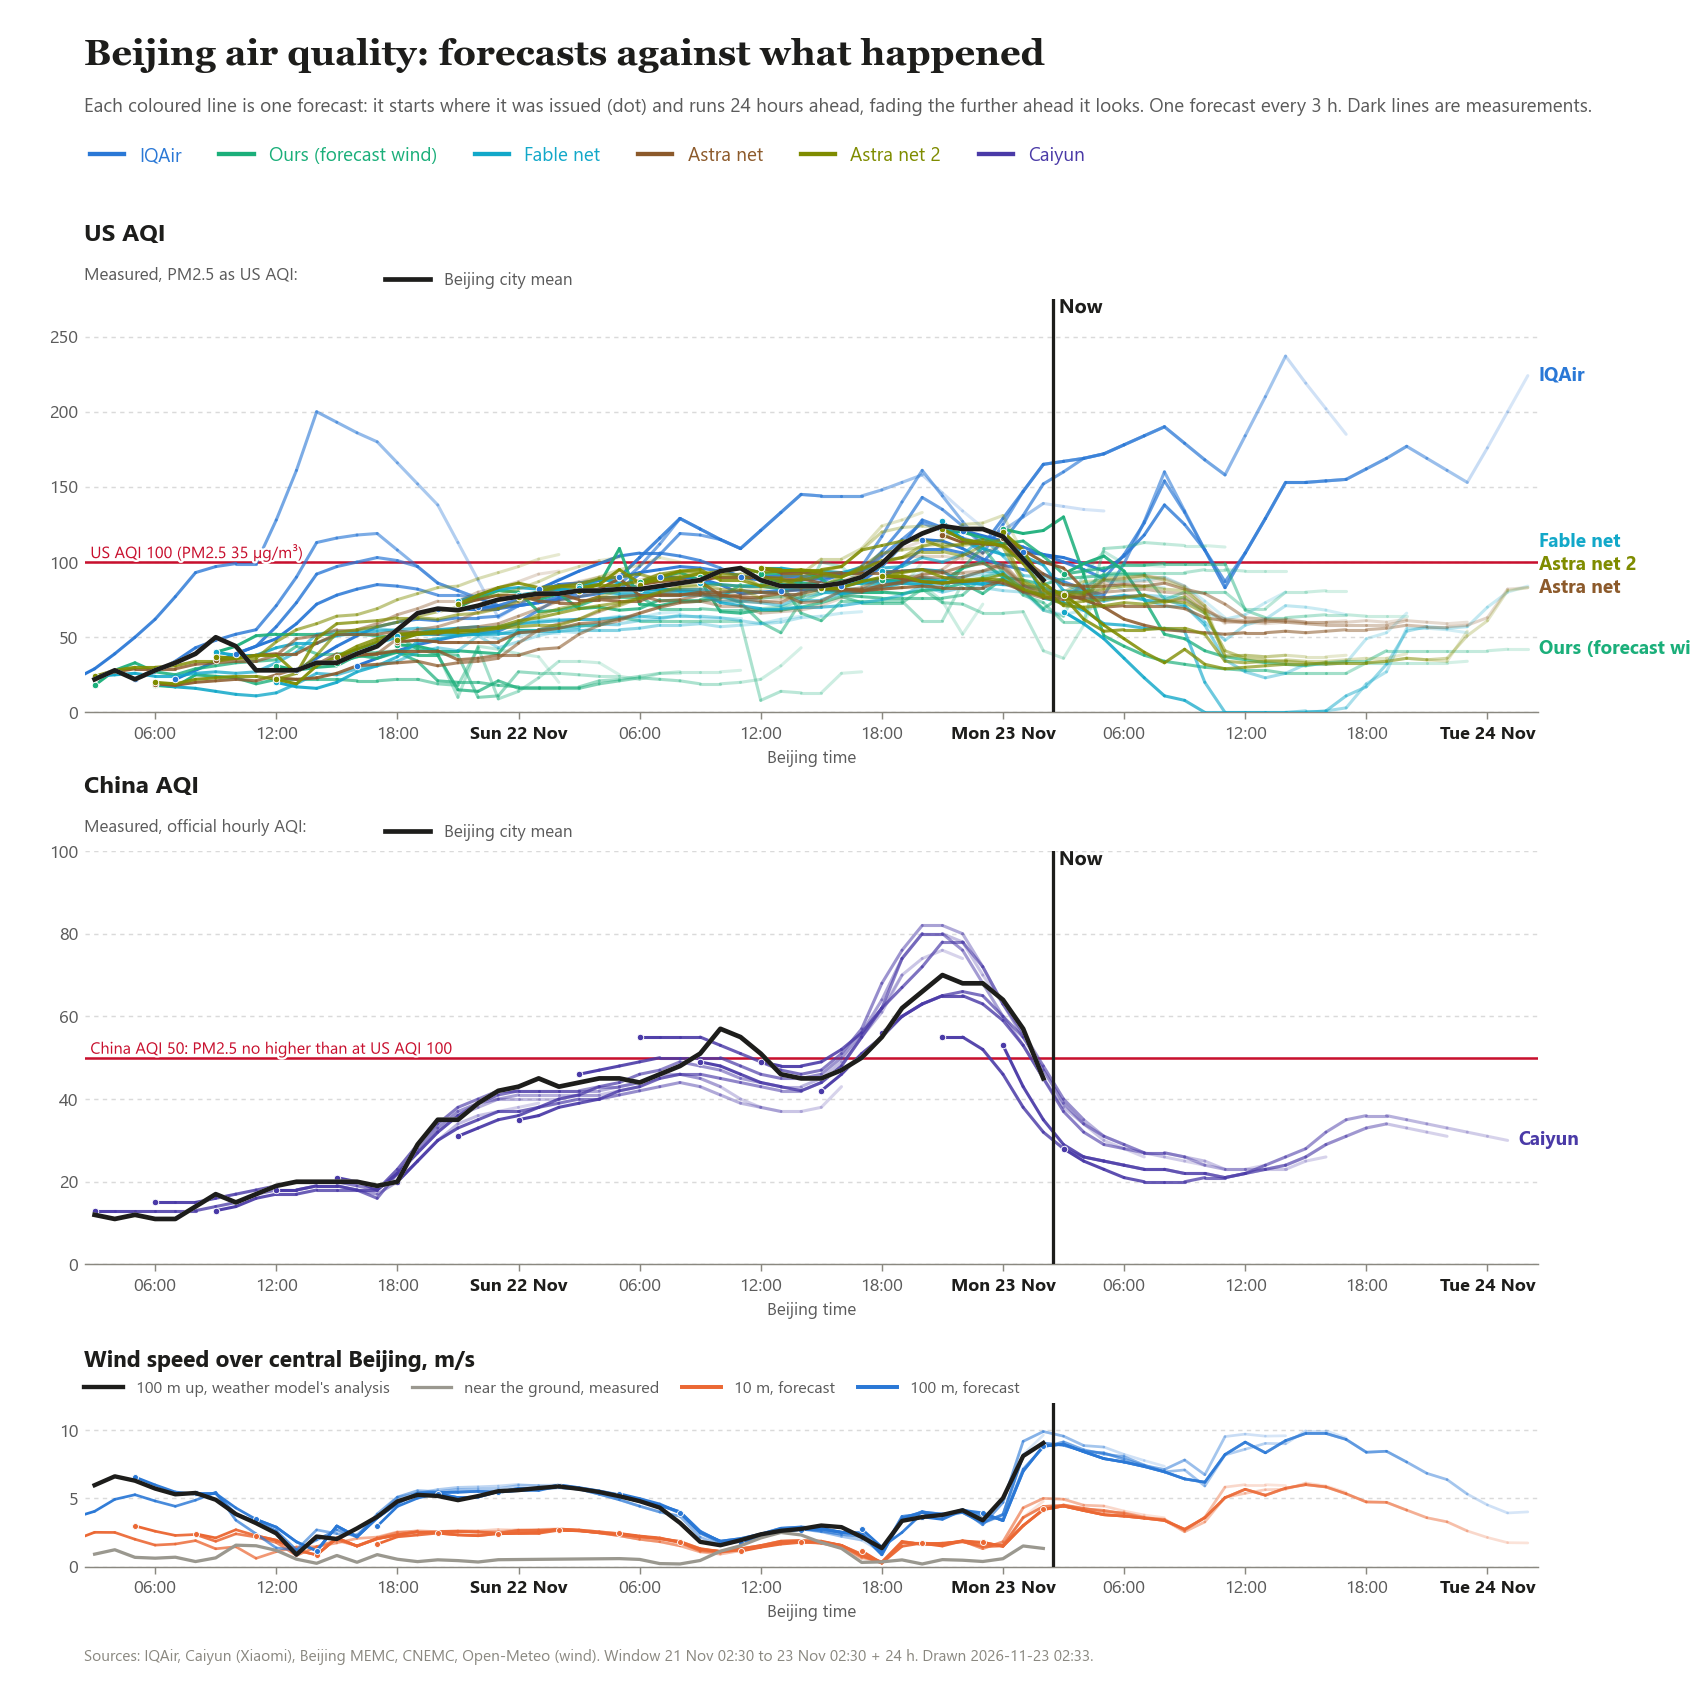 Beijing air quality: forecasts against what happened
Each coloured line is one forecast: it starts where it was issued (dot) and runs 24 hours ahead, fading the further ahead it looks. One forecast every 3 h. Dark lines are measurements.
IQAir Ours (forecast wind) Fable net Astra net Astra net 2 Caiyun
US AQI
Measured, PM2.5 as US AQI: Beijing city mean
Now
250
IQAir
200
150
US AQI 100 (PM2.5 35 µg/m³)
100
Fable net
Astra net 2
Astra net
50
Ours (forecast wi
0
06:00 12:00 18:00 Sun 22 Nov 06:00 12:00 18:00 Mon 23 Nov 06:00 12:00 18:00 Tue 24 Nov
Beijing time
China AQI
Measured, official hourly AQI: Beijing city mean
100
Now
80
60
China AQI 50: PM2.5 no higher than at US AQI 100
40
Caiyun
20
0
06:00 12:00 18:00 Sun 22 Nov 06:00 12:00 18:00 Mon 23 Nov 06:00 12:00 18:00 Tue 24 Nov
Beijing time
Wind speed over central Beijing, m/s
100 m up, weather model's analysis near the ground, measured 10 m, forecast 100 m, forecast
10
5
0
06:00 12:00 18:00 Sun 22 Nov 06:00 12:00 18:00 Mon 23 Nov 06:00 12:00 18:00 Tue 24 Nov
Beijing time
Sources: IQAir, Caiyun (Xiaomi), Beijing MEMC, CNEMC, Open-Meteo (wind). Window 21 Nov 02:30 to 23 Nov 02:30 + 24 h. Drawn 2026-11-23 02:33.